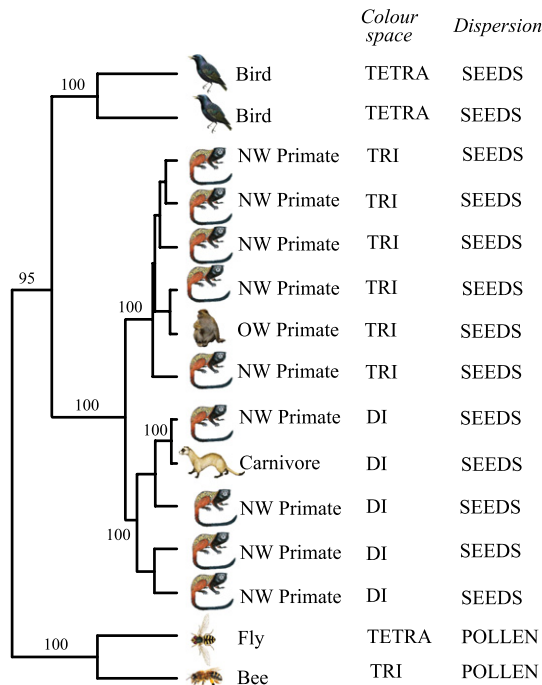 Colour space Dispersion
100 Bird TETRA SEEDS
Bird TETRA SEEDS
NW Primate TRI SEEDS
NW Primate TRI SEEDS
NW Primate TRI SEEDS
95
NW Primate TRI SEEDS
100
OW Primate TRI SEEDS
NW Primate TRI SEEDS
100
NW Primate DI SEEDS
100
Carnivore DI SEEDS
NW Primate DI SEEDS
100
NW Primate DI SEEDS
NW Primate DI SEEDS
Fly TETRA POLLEN
100
Bee TRI POLLEN